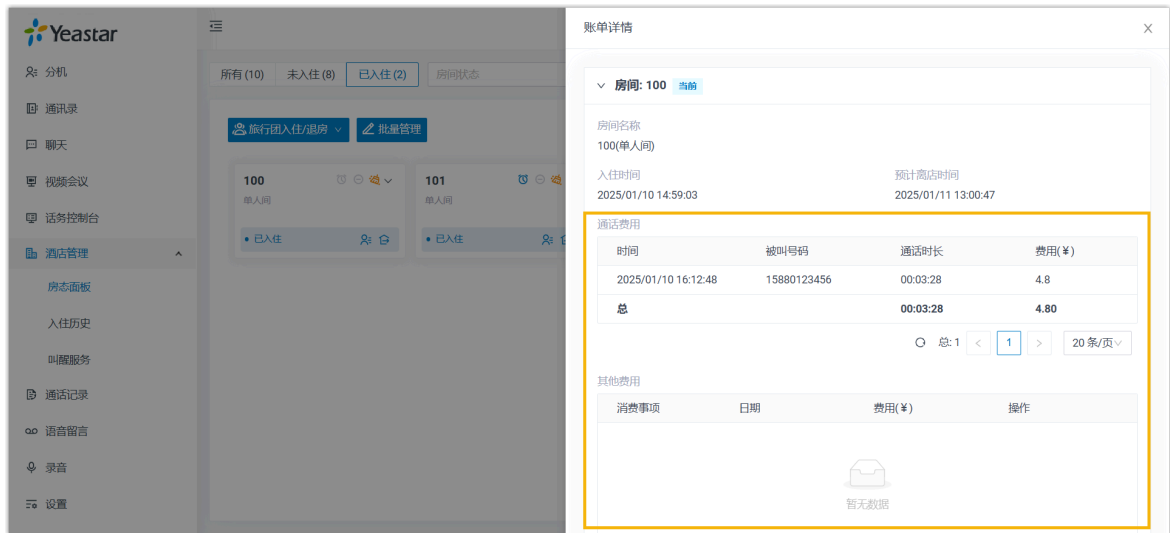 Yeastar
分机
通讯录
聊天
视频会议
话务控制台
酒店管理
房态面板
入住历史
叫醒服务
通话记录
语音留言
录音
设置
所有 (10) 未入住 (8) 已入住 (2) 房间状态
旅行团入住/退房 批量管理
100 101
单人间 单人间
已入住 已入住
账单详情
房间: 100 当前
房间名称
100(单人间)
入住时间 预计离店时间
2025/01/10 14:59:03 2025/01/11 13:00:47
通话费用
时间 被叫号码 通话时长 费用(¥)
2025/01/10 16:12:48 15880123456 00:03:28 4.8
总 00:03:28 4.80
总: 1 < 1 > 20 条/页
其他费用
消费事项 日期 费用(¥) 操作
暂无数据